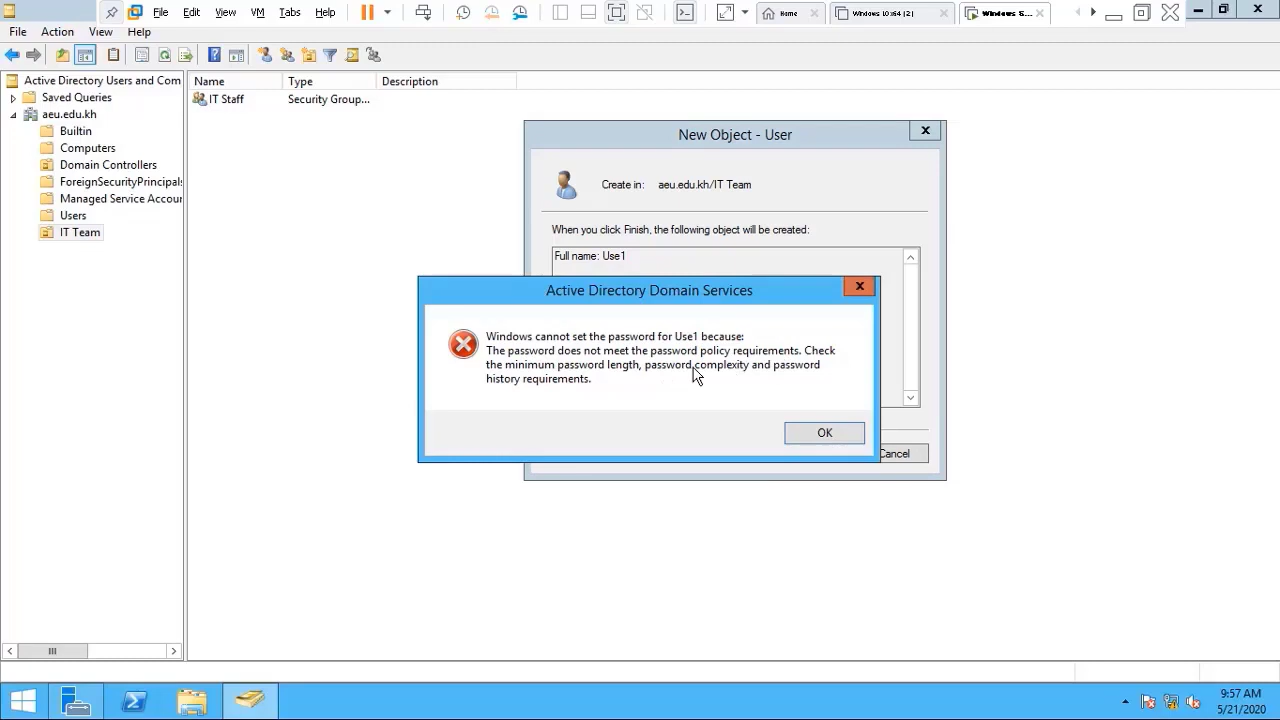 File Edit View VM Tabs Help
Home
Windows 10 x64 (2)
Windows S...
File Action View Help
Active Directory Users and Com
Saved Queries
aeu.edu.kh
Builtin
Computers
Domain Controllers
ForeignSecurityPrincipals
Managed Service Accour
Users
IT Team
Name Type Description
IT Staff Security Group...
New Object - User
Create in: aeu.edu.kh/IT Team
When you click Finish, the following object will be created:
Full name: Use1
Active Directory Domain Services
Windows cannot set the password for Use1 because:
The password does not meet the password policy requirements. Check
the minimum password length, password complexity and password
history requirements.
OK
Cancel
9:57 AM
5/21/2020